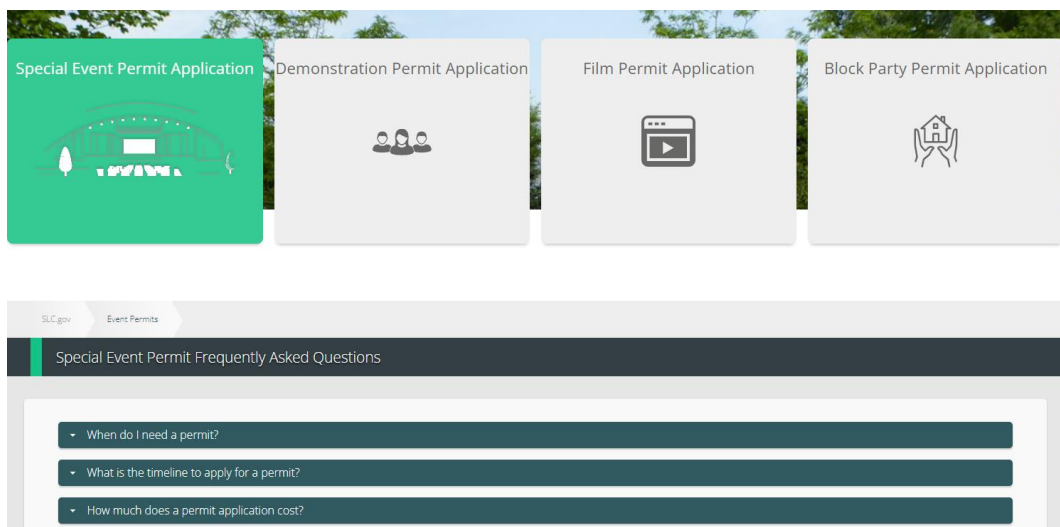 Special Event Permit Application
Demonstration Permit Application
Film Permit Application
Block Party Permit Application
SLC.gov
Event Permits
Special Event Permit Frequently Asked Questions
When do I need a permit?
What is the timeline to apply for a permit?
How much does a permit application cost?